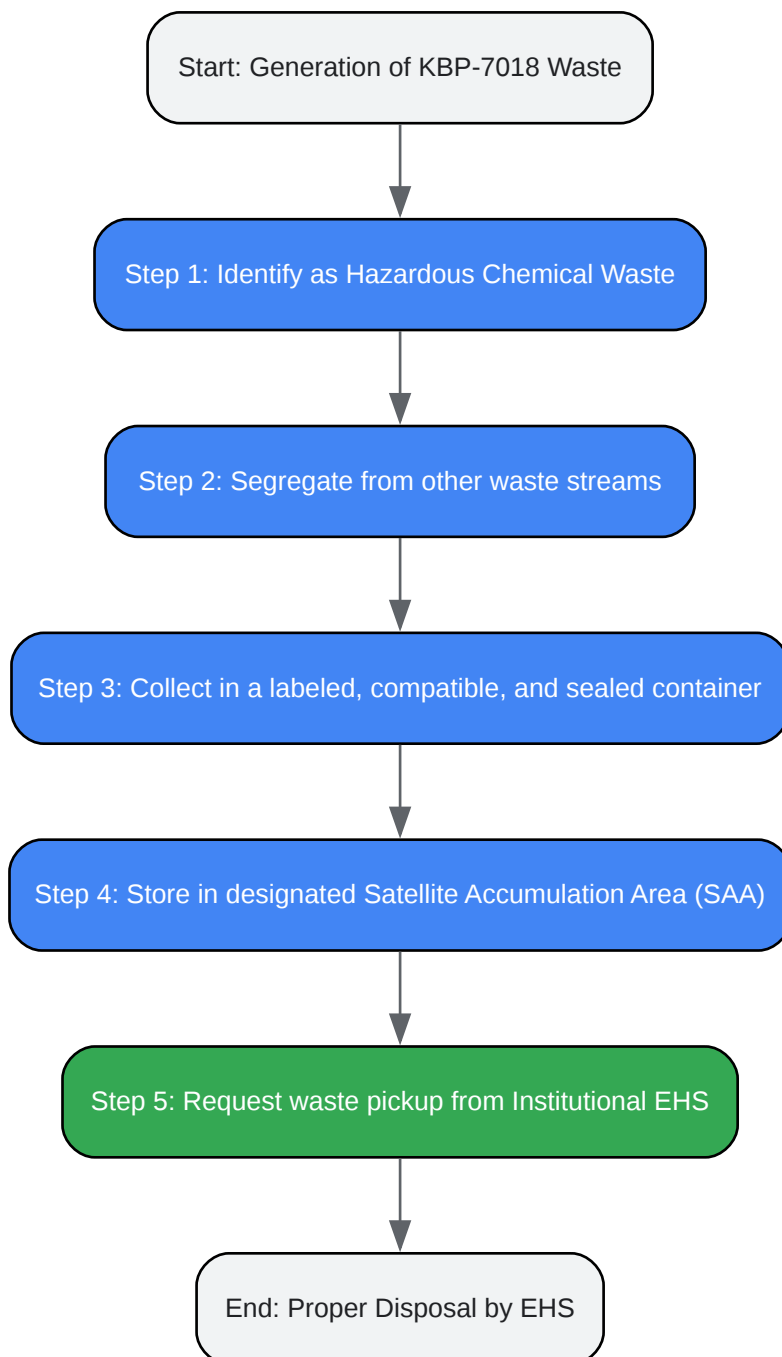 Start: Generation of KBP-7018 Waste
Step 1: Identify as Hazardous Chemical Waste
Step 2: Segregate from other waste streams
Step 3: Collect in a labeled, compatible, and sealed container
Step 4: Store in designated Satellite Accumulation Area (SAA)
Step 5: Request waste pickup from Institutional EHS
End: Proper Disposal by EHS